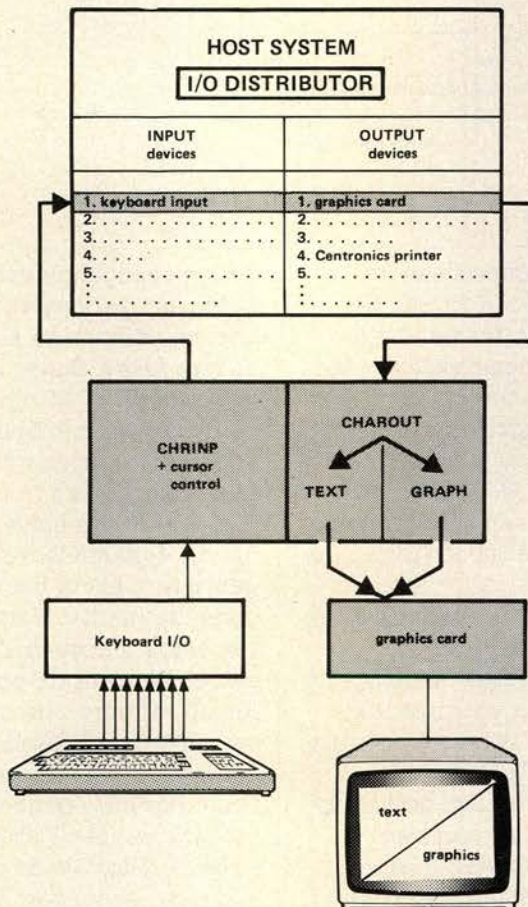 HOST SYSTEM
I/O DISTRIBUTOR
INPUT
devices
OUTPUT
devices
1. keyboard input
2. . . . . . . . . . . . . . . . .
3. . . . . . . . . . . . . . . . .
4. . . . .
5. . . . . . . . . . . . . . . . .
1. graphics card
2. . . . . . . . . . . . . . . .
3. . . . . . . .
4. Centronics printer
5. . . . . . . . . . . . . . . . .
CHRINP
+ cursor
control
CHAROUT
TEXT
GRAPH
Keyboard I/O
graphics card
text
graphics